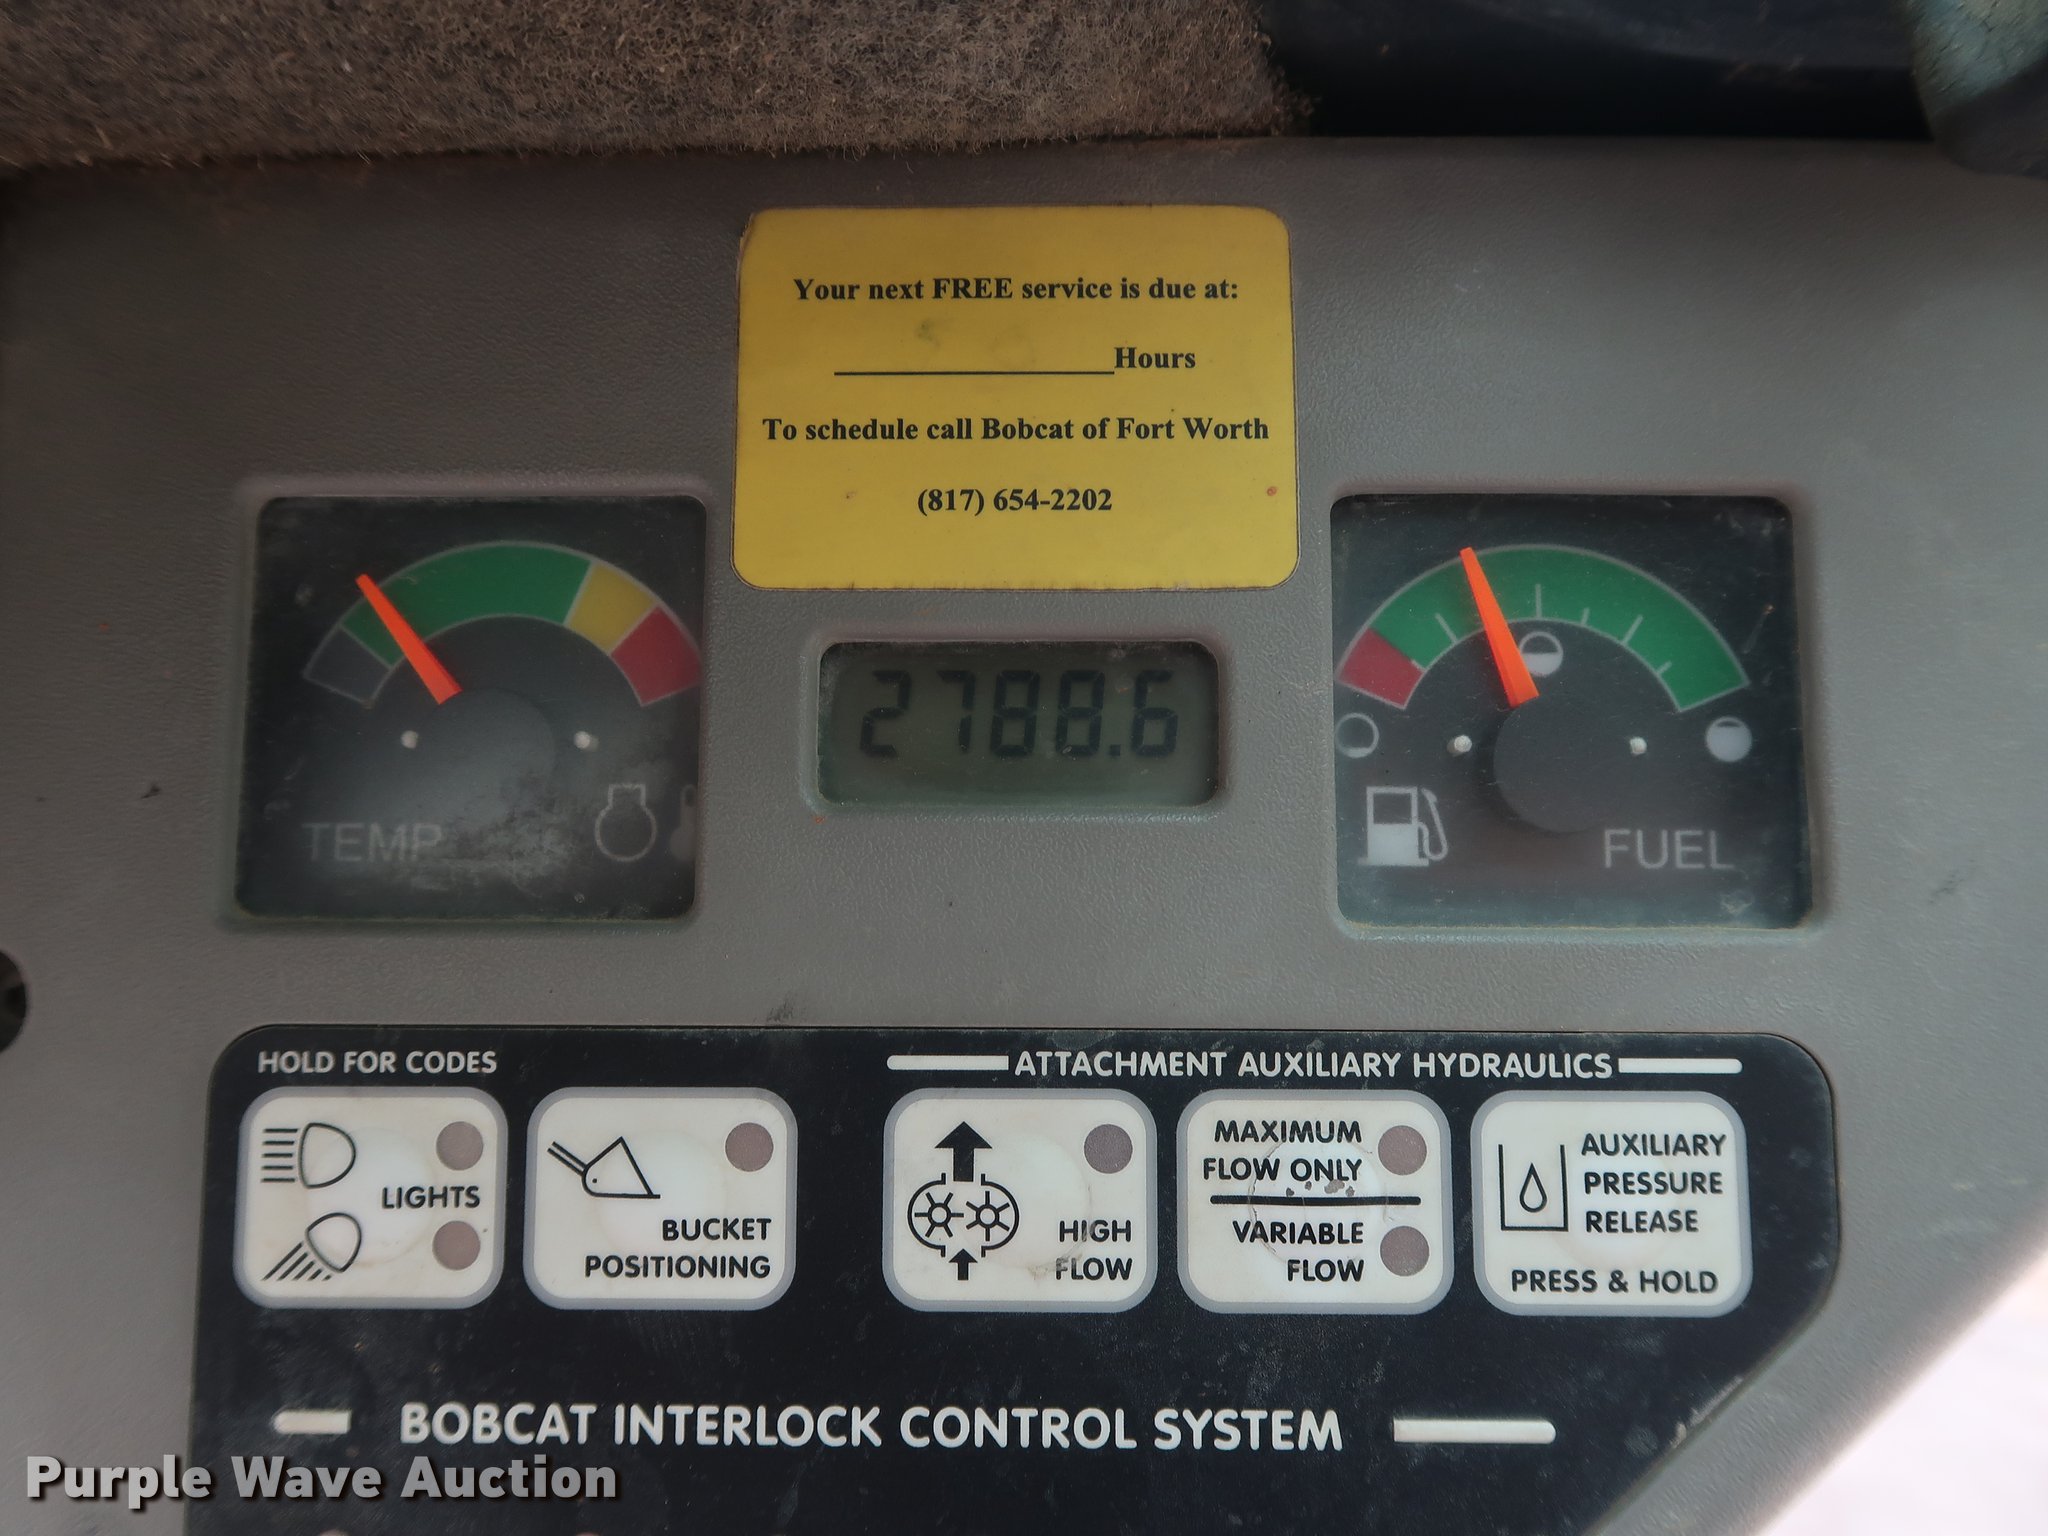 Your next FREE service is due at:
Hours
To schedule call Bobcat of Fort Worth
(817) 654-2202
2788.6
TEMP
FUEL
HOLD FOR CODES
ATTACHMENT AUXILIARY HYDRAULICS
LIGHTS
BUCKET
POSITIONING
HIGH
FLOW
MAXIMUM
FLOW ONLY
VARIABLE
FLOW
AUXILIARY
PRESSURE
RELEASE
PRESS & HOLD
BOBCAT INTERLOCK CONTROL SYSTEM
Purple Wave Auction